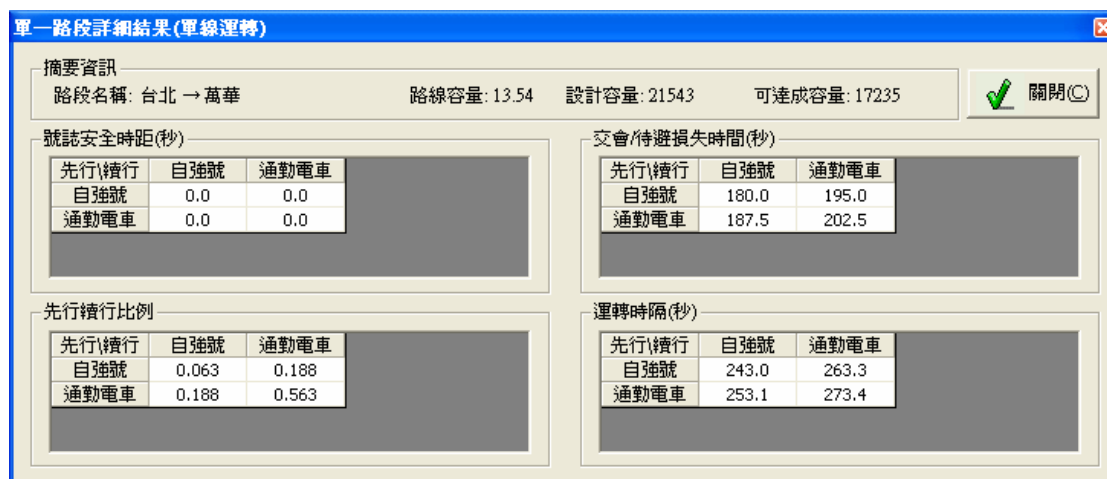 單一路段詳細結果(單線運轉)
摘要資訊
路段名稱: 台北 → 萬華 路線容量: 13.54 設計容量: 21543 可達成容量: 17235 關閉(C)
號誌安全時距(秒)
先行\續行 自強號 通勤電車
自強號 0.0 0.0
通勤電車 0.0 0.0
交會/待避損失時間(秒)
先行\續行 自強號 通勤電車
自強號 180.0 195.0
通勤電車 187.5 202.5
先行續行比例
先行\續行 自強號 通勤電車
自強號 0.063 0.188
通勤電車 0.188 0.563
運轉時隔(秒)
先行\續行 自強號 通勤電車
自強號 243.0 263.3
通勤電車 253.1 273.4